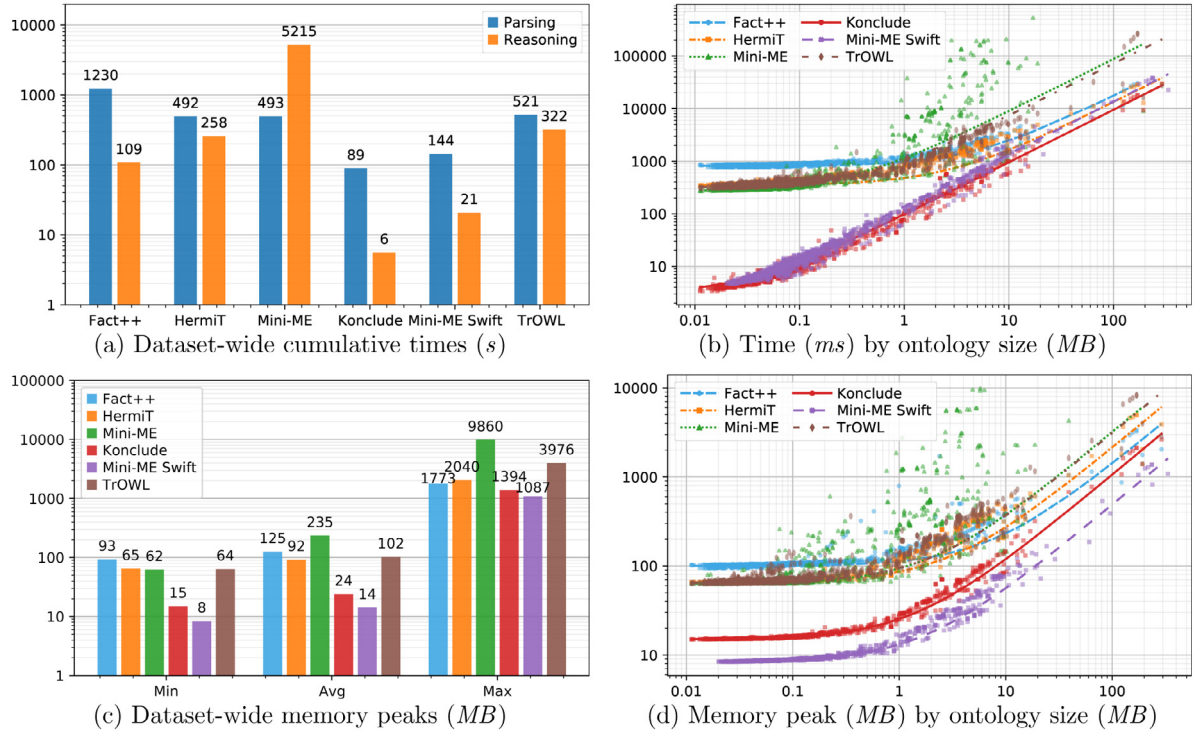 10000
1000
100
10
1
1230
109
492
258
493
5215
89
6
144
21
521
322
Parsing
Reasoning
Fact++ HermiT Mini-ME Konclude Mini-ME Swift TrOWL
(a) Dataset-wide cumulative times (s)
100000
10000
1000
100
10
Fact++ Konclude
HermiT Mini-ME Swift
Mini-ME TrOWL
0.01 0.1 1 10 100
(b) Time (ms) by ontology size (MB)
100000
10000
1000
100
10
1
Fact++
HermiT
Mini-ME
Konclude
Mini-ME Swift
TrOWL
93 65 62 15 8 64
125 92 235 24 14 102
1773 2040 9860 1394 1087 3976
Min Avg Max
(c) Dataset-wide memory peaks (MB)
10000
1000
100
10
Fact++ Konclude
HermiT Mini-ME Swift
Mini-ME TrOWL
0.01 0.1 1 10 100
(d) Memory peak (MB) by ontology size (MB)